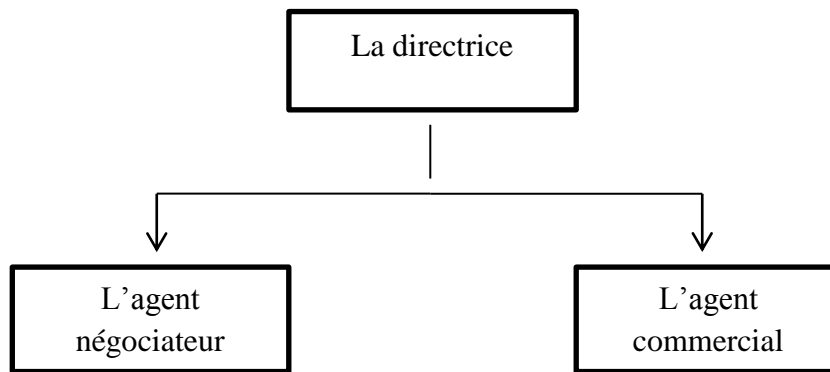 La directrice
L’agent
négociateur
L’agent
commercial